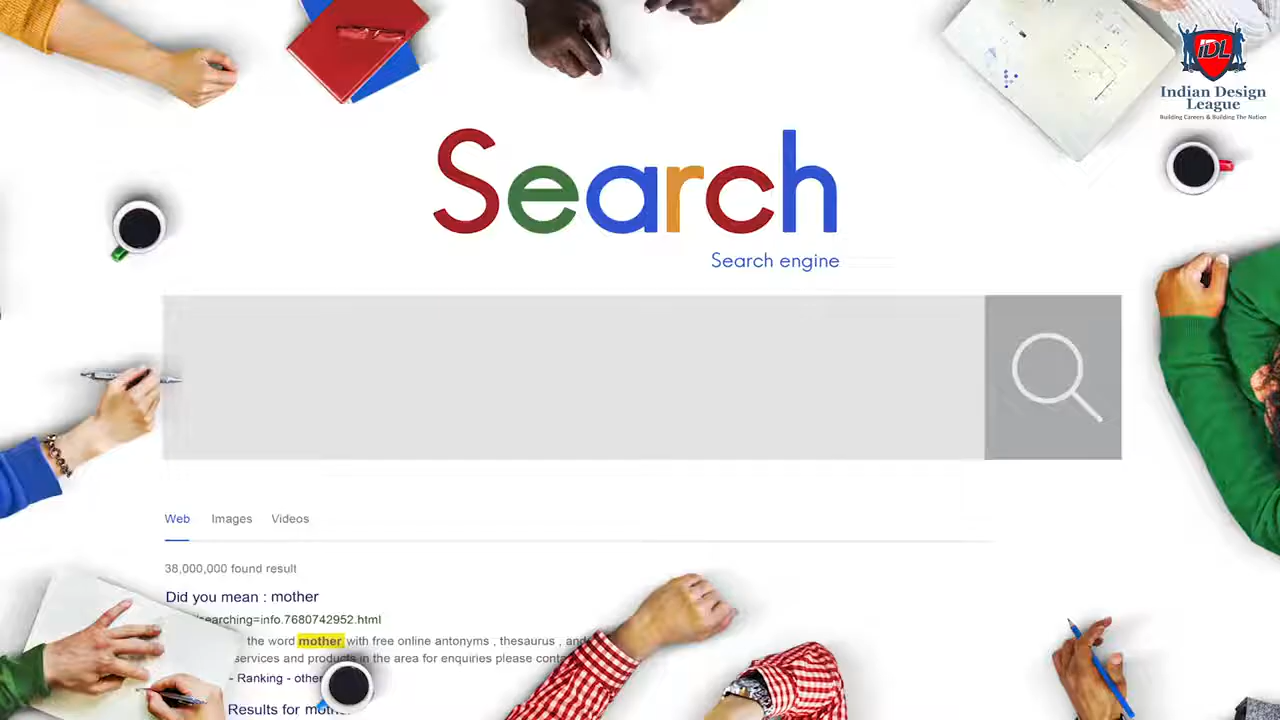 iDL
Indian Design
League
Building Careers & Building The Nation
Search
Search engine
Web Images Videos
38,000,000 found result
Did you mean : mother
earching=info.7680742952.html
the word mother with free online antonyms , thesaurus , and
services and products in the area for enquiries please conta
- Ranking - other
Results for moth